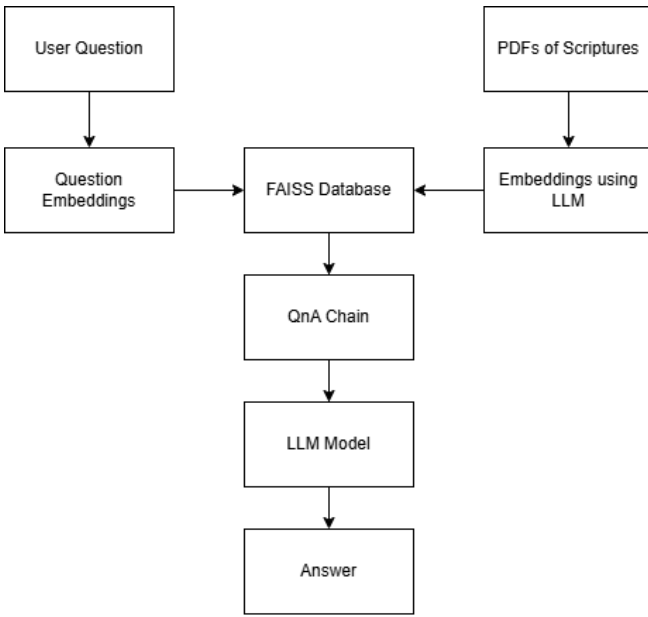 User Question
PDFs of Scriptures
Question
Embeddings
FAISS Database
Embeddings using
LLM
QnA Chain
LLM Model
Answer